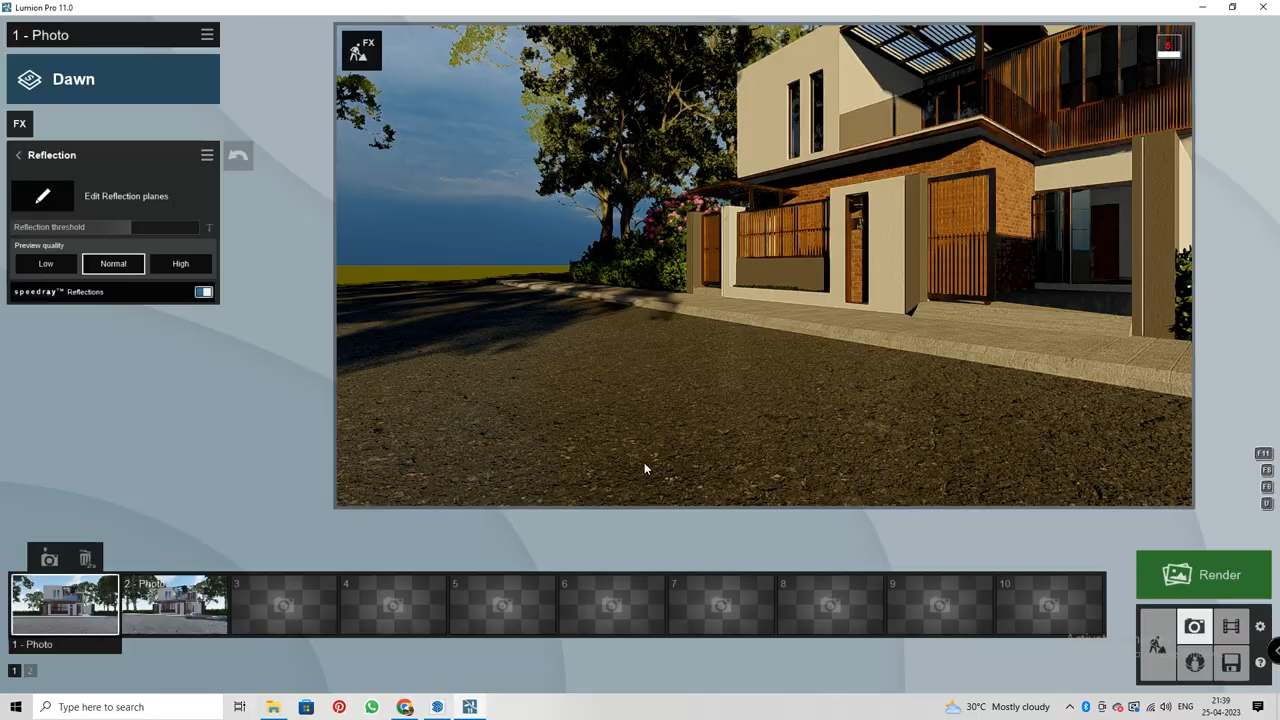 Lumion Pro 11.0
1 - Photo
Dawn
FX
FX
5
Reflection
Edit Reflection planes
Reflection threshold
T
Preview quality
Low
Normal
High
speedray™ Reflections
F11
F8
U
2 - Photo
3
4
5
6
7
8
9
10
1 - Photo
1
2
Render
Type here to search
30°C Mostly cloudy
ENG
21:39
25-04-2023